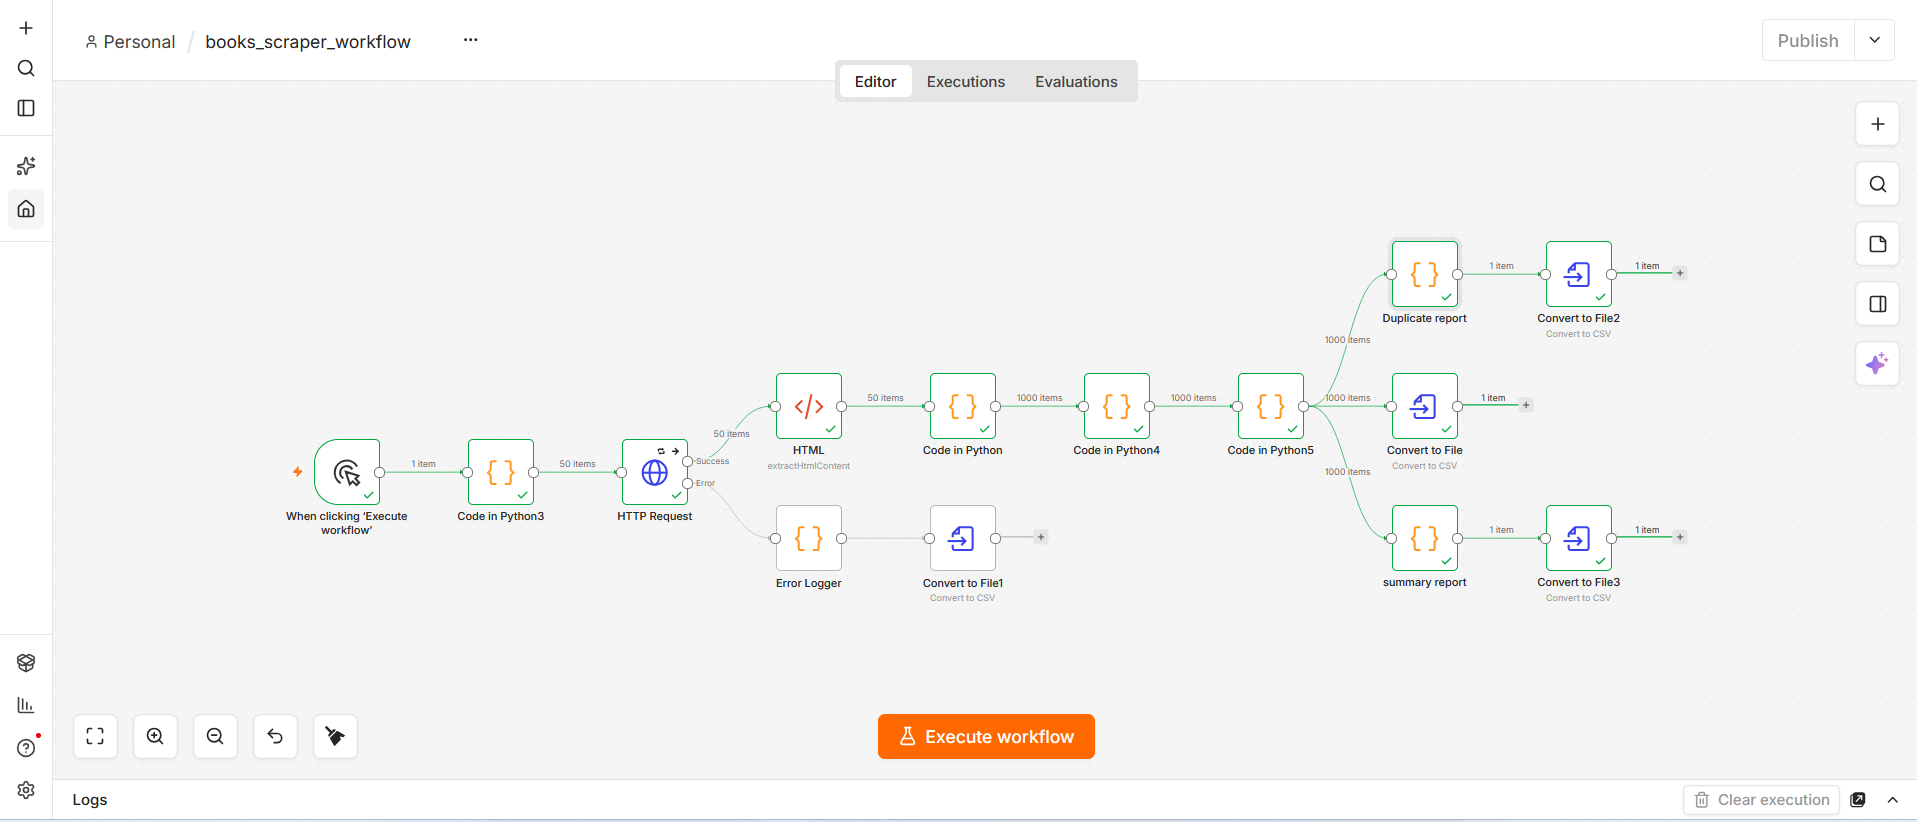 Personal / books_scraper_workflow ...
Publish
Editor Executions Evaluations
1 item
1 item
Duplicate report
Convert to File2
Convert to CSV
1000 items
50 items
1000 items
1000 items
1000 items
1 item
50 items
HTML
extractHtmlContent
Code in Python
Code in Python4
Code in Python5
Convert to File
Convert to CSV
1 item
50 items
Success
Error
1000 items
When clicking ‘Execute
workflow’
Code in Python3
HTTP Request
1 item
1 item
Error Logger
Convert to File1
Convert to CSV
summary report
Convert to File3
Convert to CSV
Execute workflow
Logs
Clear execution